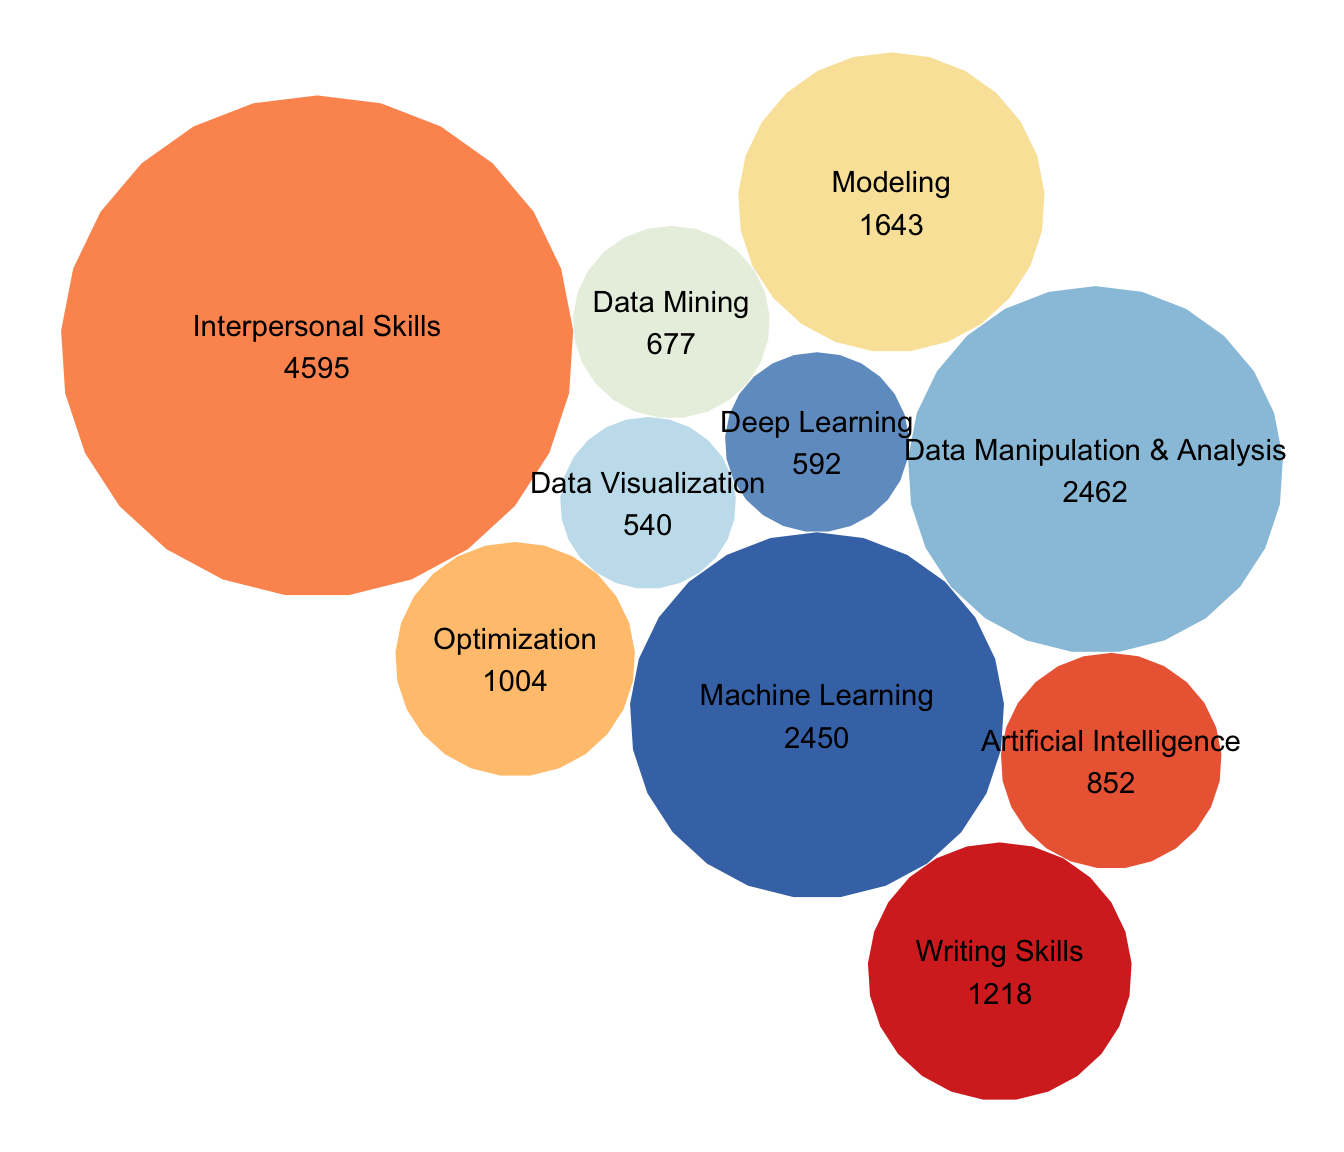 Modeling
1643
Interpersonal Skills
4595
Data Mining
677
Deep Learning
592
Data Manipulation & Analysis
2462
Data Visualization
540
Optimization
1004
Machine Learning
2450
Artificial Intelligence
852
Writing Skills
1218